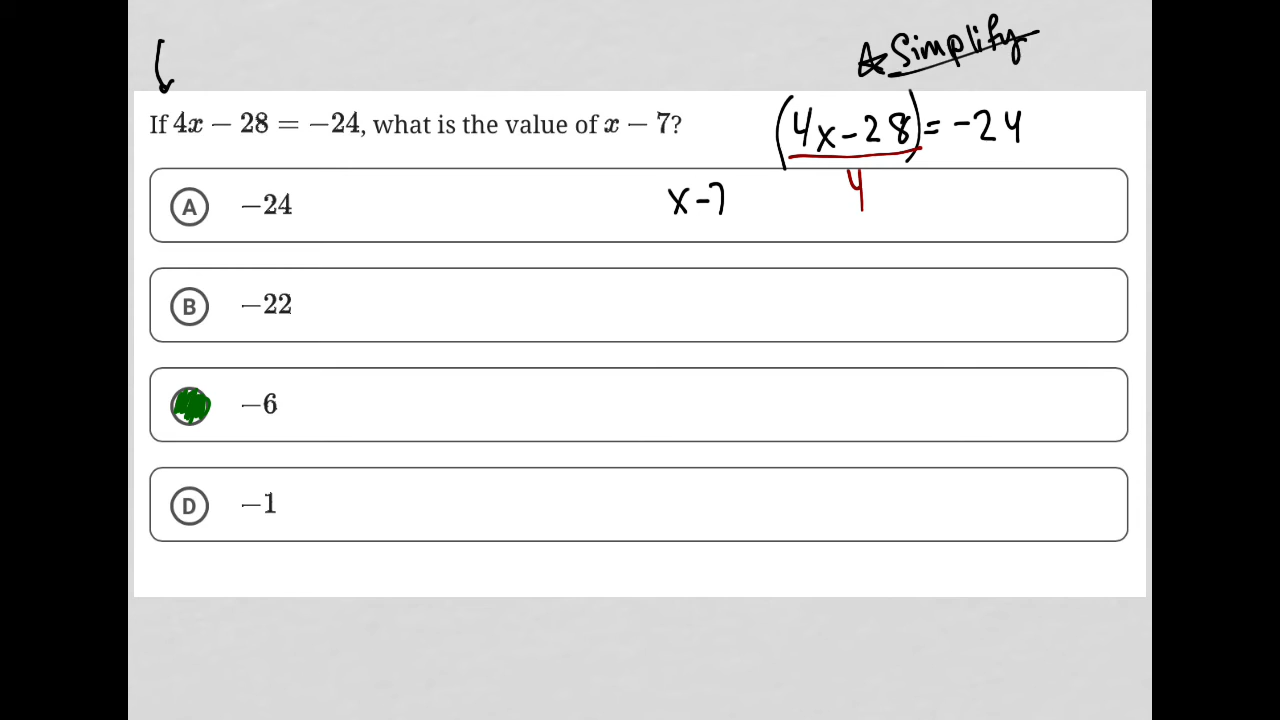 Simplify
If 4x − 28 = −24, what is the value of x − 7?
(4x-28) = -24
4
x-7
A −24
B −22
−6
D −1